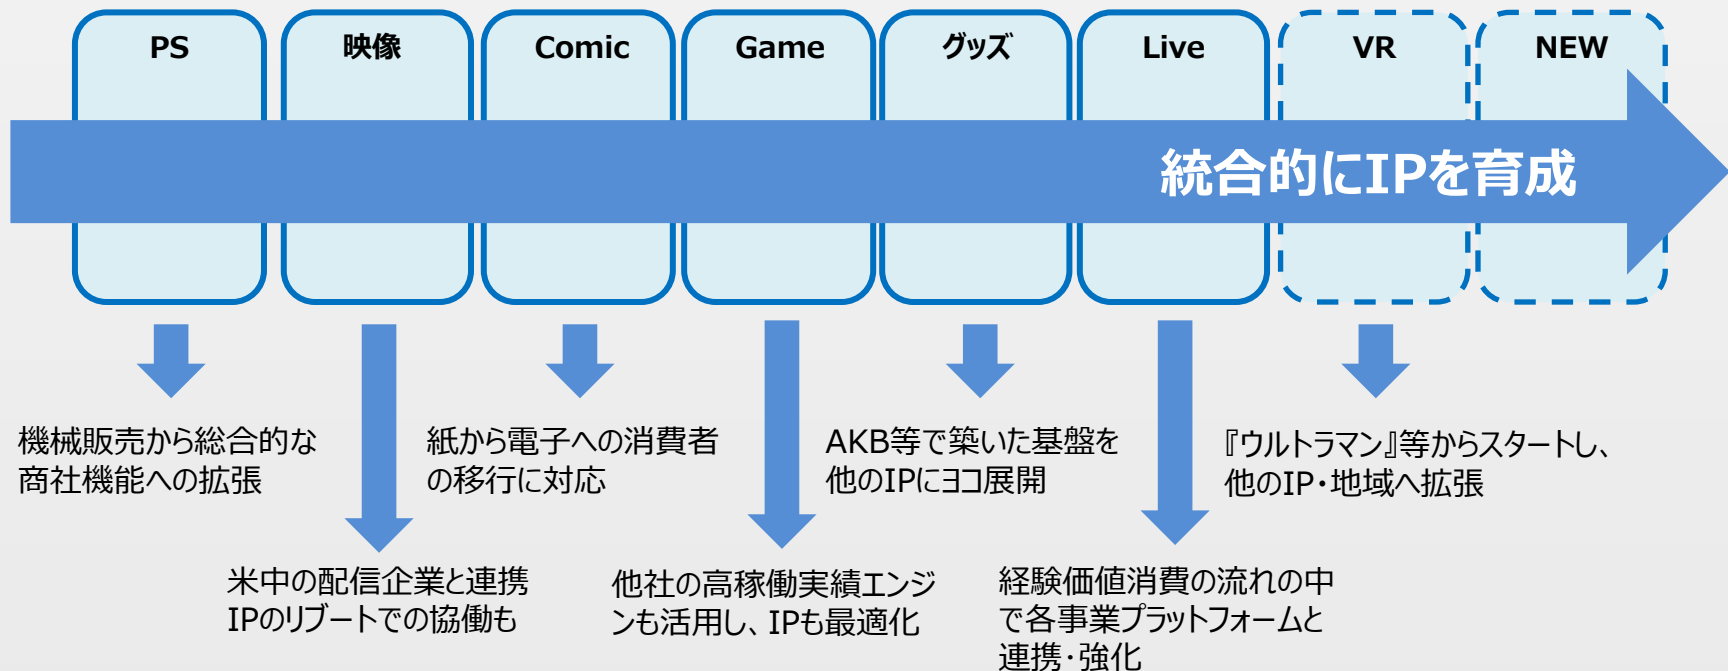 PS
映像
Comic
Game
グッズ
Live
VR
NEW
統合的にIPを育成
機械販売から総合的な
商社機能への拡張
紙から電子への消費者
の移行に対応
AKB等で築いた基盤を
他のIPにヨコ展開
『ウルトラマン』等からスタートし、
他のIP・地域へ拡張
米中の配信企業と連携
IPのリブートでの協働も
他社の高稼働実績エンジ
ンも活用し、IPも最適化
経験価値消費の流れの中
で各事業プラットフォームと
連携・強化